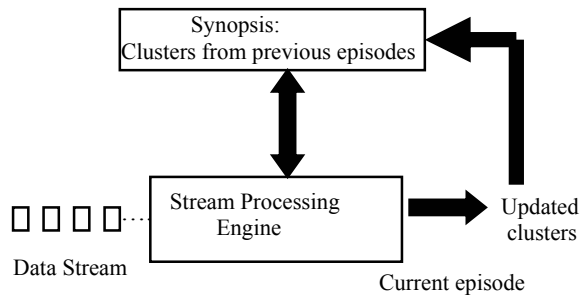 Synopsis:
Clusters from previous episodes
Stream Processing
Engine
Updated
clusters
Data Stream
Current episode